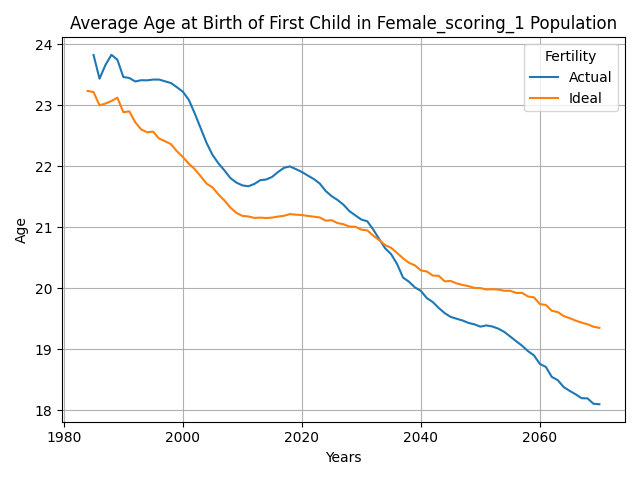 Average Age at Birth of First Child in Female_scoring_1 Population
Fertility
Actual
Ideal
Age
24
23
22
21
20
19
18
1980
2000
2020
2040
2060
Years